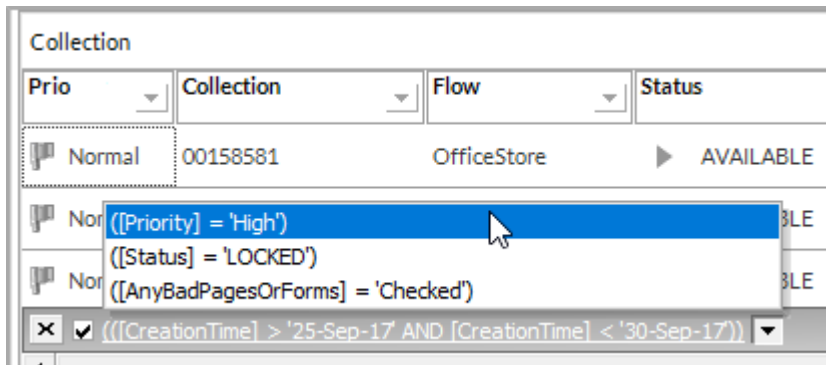 Collection
Prio Collection Flow Status
Normal 00158581 OfficeStore AVAILABLE
([Priority] = 'High')
([Status] = 'LOCKED')
([AnyBadPagesOrForms] = 'Checked')
(([CreationTime] > '25-Sep-17' AND [CreationTime] < '30-Sep-17'))